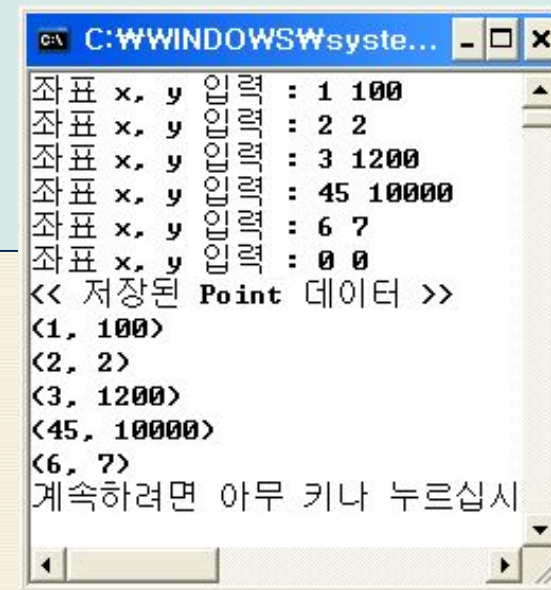 C:₩WINDOWS₩syste...
좌표 x, y 입력 : 1 100
좌표 x, y 입력 : 2 2
좌표 x, y 입력 : 3 1200
좌표 x, y 입력 : 45 10000
좌표 x, y 입력 : 6 7
좌표 x, y 입력 : 0 0
<< 저장된 Point 데이터 >>
(1, 100)
(2, 2)
(3, 1200)
(45, 10000)
(6, 7)
계속하려면 아무 키나 누르십시